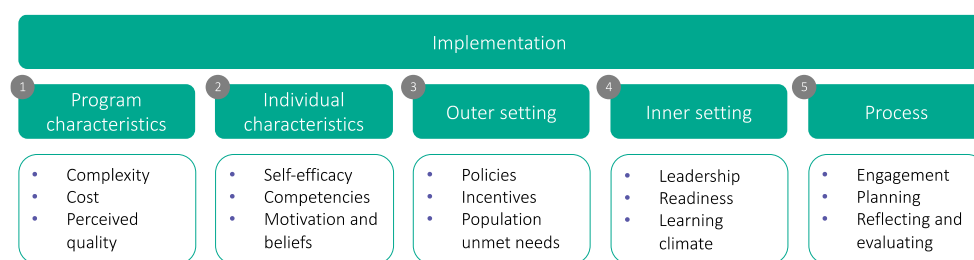 Implementation
1
Program
characteristics
2
Individual
characteristics
3
Outer setting
4
Inner setting
5
Process
• Complexity
• Cost
• Perceived
quality
• Self-efficacy
• Competencies
• Motivation and
beliefs
• Policies
• Incentives
• Population
unmet needs
• Leadership
• Readiness
• Learning
climate
• Engagement
• Planning
• Reflecting and
evaluating